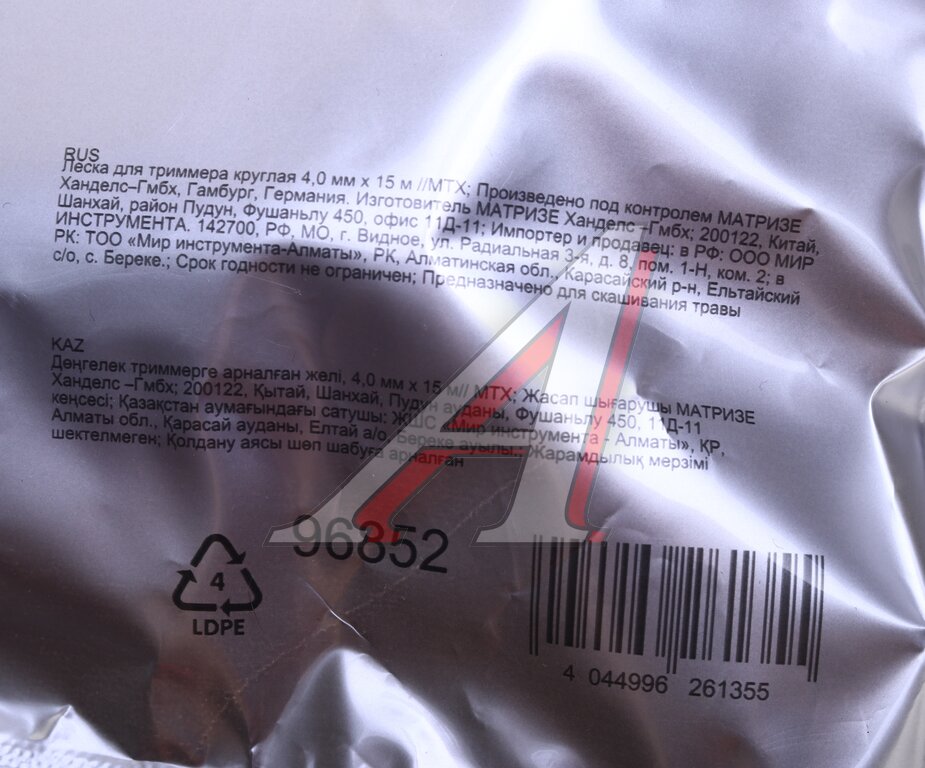 RUS
Леска для триммера круглая 4,0 мм х 15 м //MTX; Произведено под контролем МАТРИЗЕ
Ханделс–Гмбх, Гамбург, Германия. Изготовитель МАТРИЗЕ Ханделс –Гмбх; 200122, Китай,
Шанхай, район Пудун, Фушаньлу 450, офис 11Д-11; Импортер и продавец: в РФ: ООО МИР
ИНСТРУМЕНТА. 142700, РФ, МО, г. Видное, ул. Радиальная 3-я, д. 8, пом. 1-Н, ком. 2; в
РК: ТОО «Мир инструмента-Алматы», РК, Алматинская обл., Карасайский р-н, Ельтайский
с/о, с. Береке.; Срок годности не ограничен; Предназначено для скашивания травы
KAZ
Дөңгелек триммерге арналған желі, 4,0 мм х 15 м// MTX; Жасап шығарушы МАТРИЗЕ
Ханделс –Гмбх; 200122, Қытай, Шанхай, Пудун ауданы, Фушаньлу 450, 11Д-11
кеңсесі; Қазақстан аумағындағы сатушы: ЖШС «Мир инструмента - Алматы», ҚР,
Алматы обл., Қарасай ауданы, Елтай а/о, Береке ауылы.; Жарамдылық мерзімі
шектелмеген; Қолдану аясы шөп шабуға арналған
96852
4
LDPE
4 044996 261355